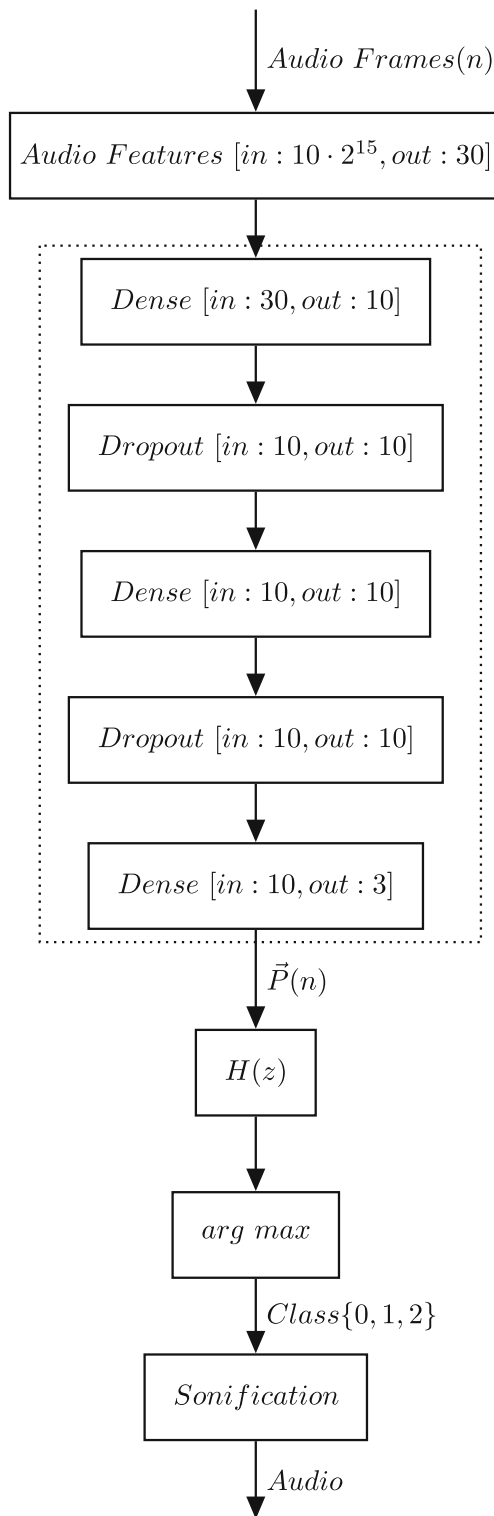 Audio Frames(n)
Audio Features [in : 10 · 2¹⁵, out : 30]
Dense [in : 30, out : 10]
Dropout [in : 10, out : 10]
Dense [in : 10, out : 10]
Dropout [in : 10, out : 10]
Dense [in : 10, out : 3]
P⃗(n)
H(z)
arg max
Class{0, 1, 2}
Sonification
Audio